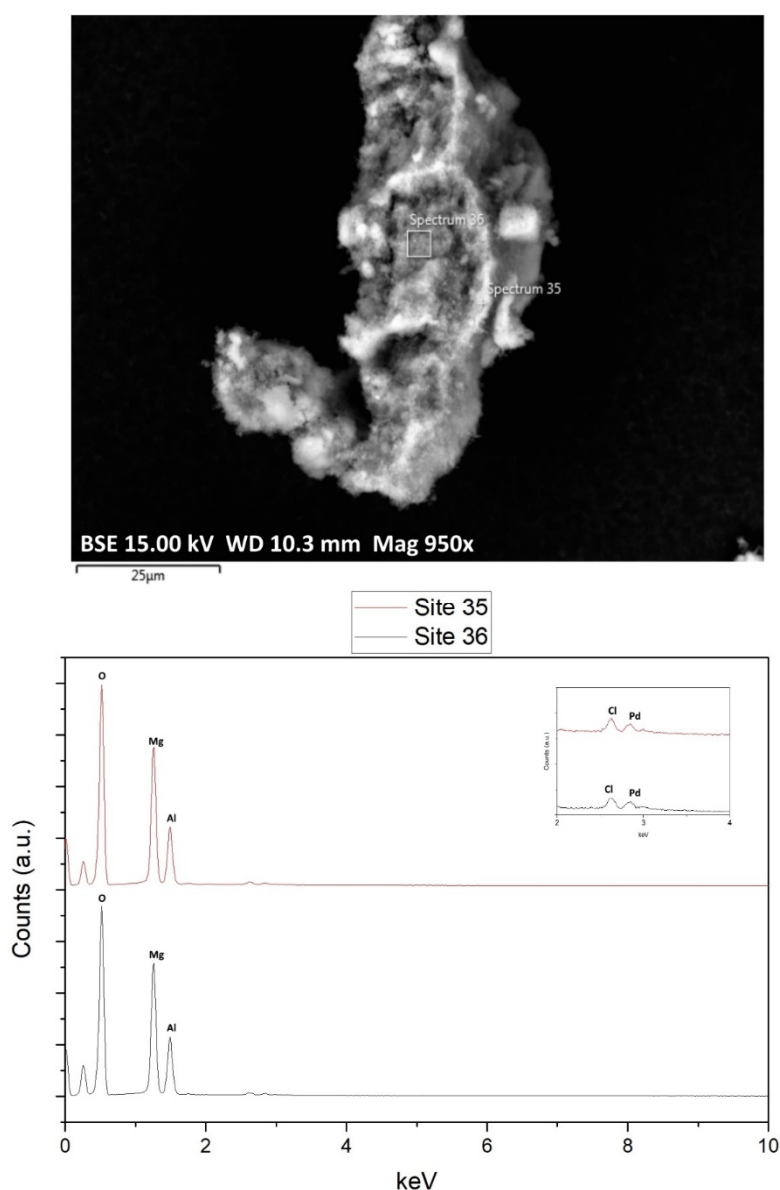 Spectrum 36
Spectrum 35
BSE 15.00 kV WD 10.3 mm Mag 950x
25µm
Site 35
Site 36
O
Mg
Al
Cl
Pd
Counts (a.u.)
Cl
Pd
2
3
4
keV
O
Mg
Al
Counts (a.u.)
0
2
4
6
8
10
keV